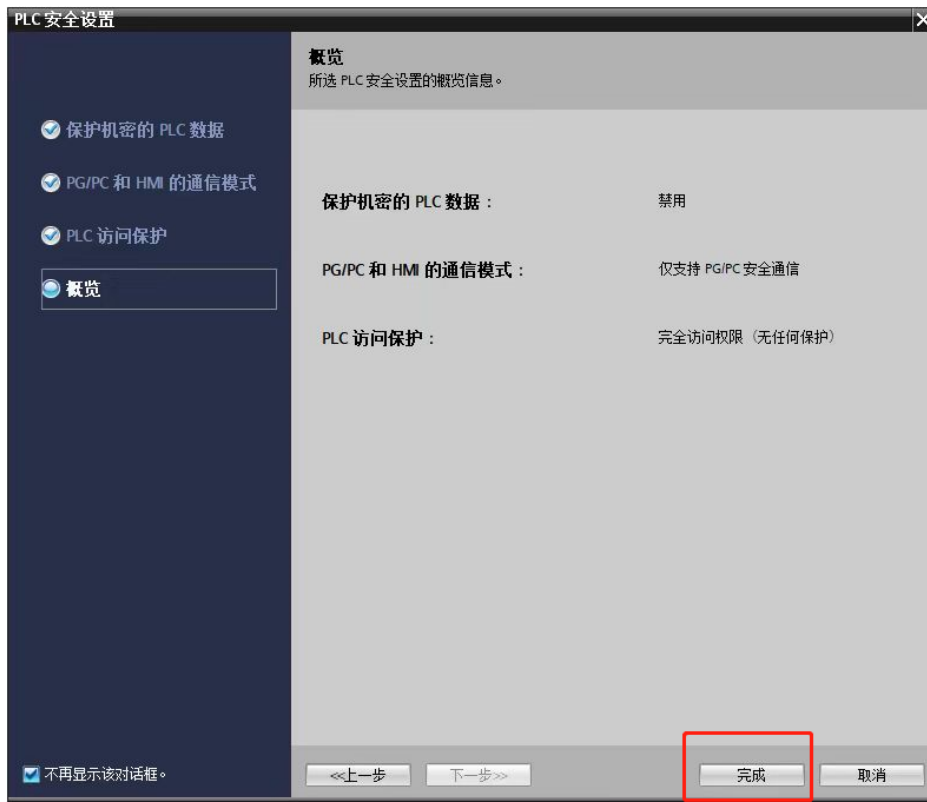 PLC 安全设置
保护机密的 PLC 数据
PG/PC 和 HMI 的通信模式
PLC 访问保护
概览
概览
所选 PLC 安全设置的概览信息。
保护机密的 PLC 数据： 禁用
PG/PC 和 HMI 的通信模式： 仅支持 PG/PC 安全通信
PLC 访问保护： 完全访问权限（无任何保护）
不再显示该对话框。
<<上一步 下一步>> 完成 取消